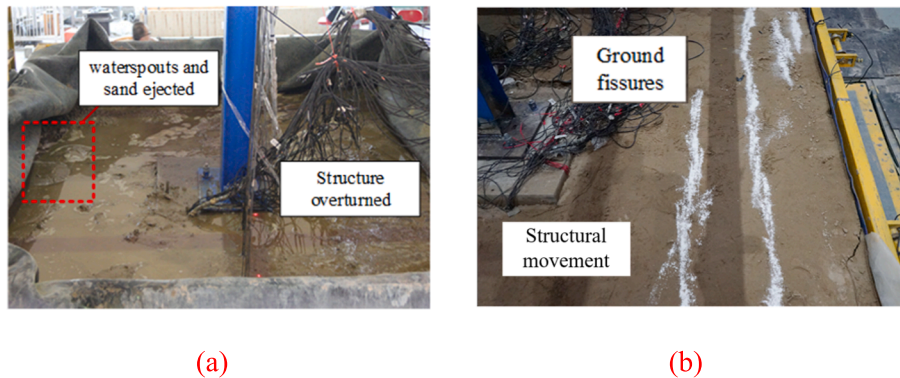 waterspouts and
sand ejected
Structure
overturned
Ground
fissures
Structural
movement
(a)
(b)